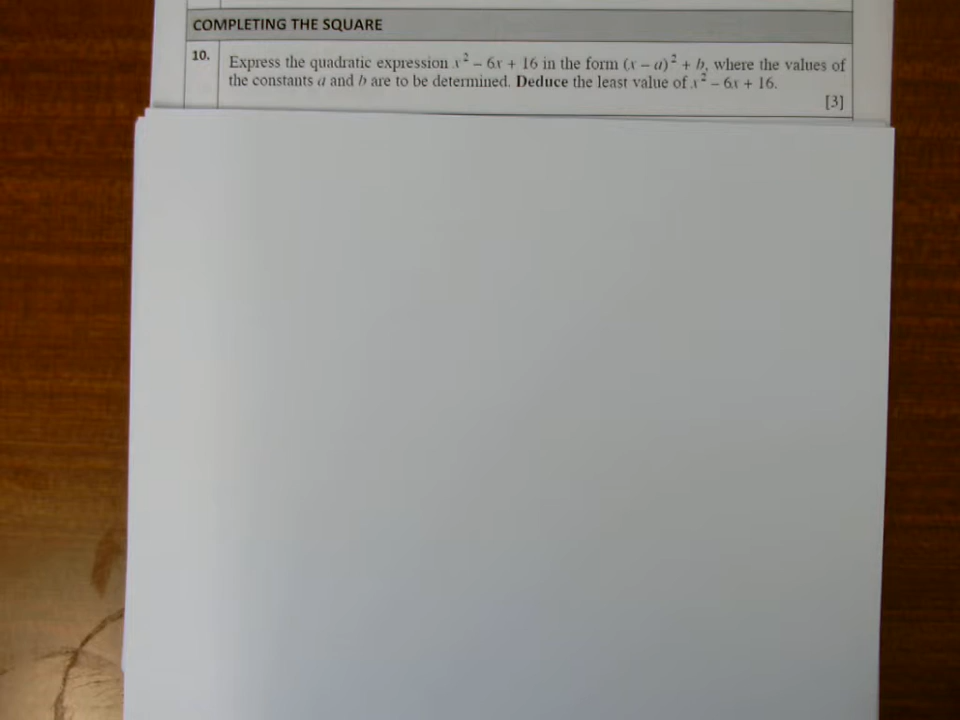 COMPLETING THE SQUARE
10. Express the quadratic expression x² – 6x + 16 in the form (x – a)² + b, where the values of
the constants a and b are to be determined. Deduce the least value of x² – 6x + 16.
[3]